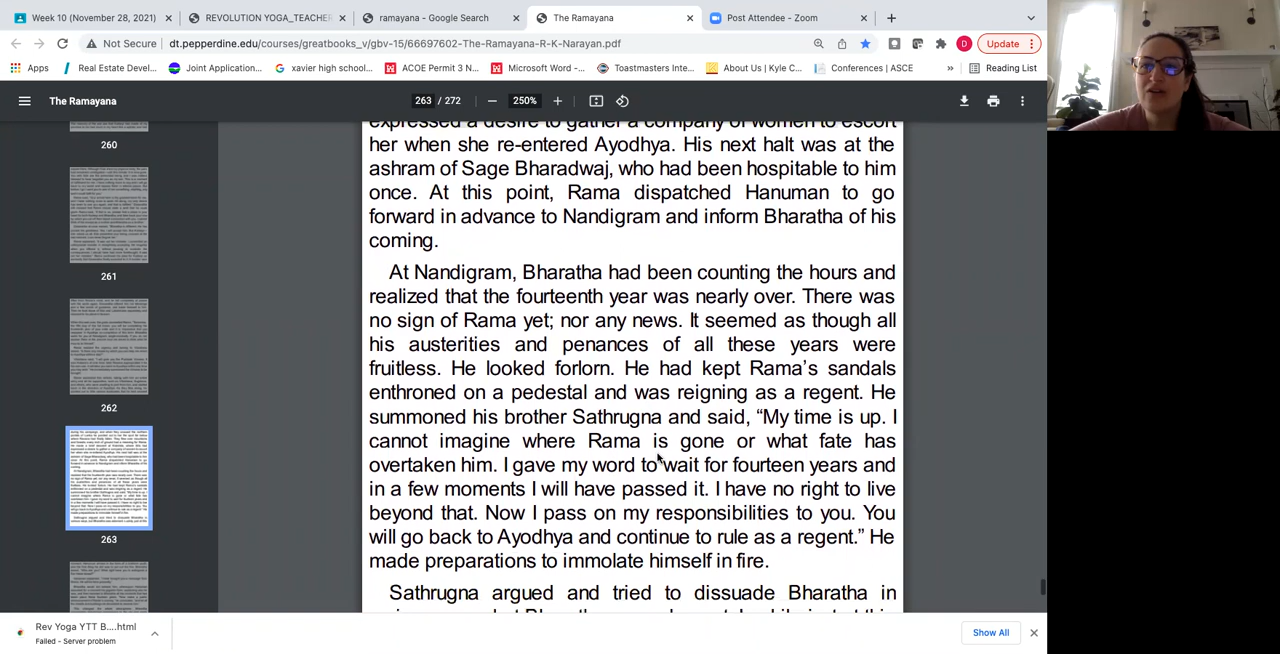 Week 10 (November 28, 2021)
REVOLUTION YOGA_TEACHER
ramayana - Google Search
The Ramayana
Post Attendee - Zoom
Not Secure
dt.pepperdine.edu/courses/greatbooks_v/gbv-15/66697602-The-Ramayana-R-K-Narayan.pdf
D
Update
Apps
Real Estate Devel...
Joint Application...
xavier high school...
ACOE Permit 3 N...
Microsoft Word -...
Toastmasters Inte...
About Us | Kyle C...
Conferences | ASCE
»
Reading List
The Ramayana
263 / 272
250%
260
261
262
263
expressed a desire to gather a company of women to escort
her when she re-entered Ayodhya. His next halt was at the
ashram of Sage Bharadwaj, who had been hospitable to him
once. At this point, Rama dispatched Hanuman to go
forward in advance to Nandigram and inform Bharatha of his
coming.
At Nandigram, Bharatha had been counting the hours and
realized that the fourteenth year was nearly over. There was
no sign of Rama yet; nor any news. It seemed as though all
his austerities and penances of all these years were
fruitless. He looked forlorn. He had kept Rama's sandals
enthroned on a pedestal and was reigning as a regent. He
summoned his brother Sathrugna and said, “My time is up. I
cannot imagine where Rama is gone or what fate has
overtaken him. I gave my word to wait for fourteen years and
in a few moments I will have passed it. I have no right to live
beyond that. Now I pass on my responsibilities to you. You
will go back to Ayodhya and continue to rule as a regent.” He
made preparations to immolate himself in fire.
Sathrugna argued and tried to dissuade Bharatha in
Rev Yoga YTT B....html
Failed - Server problem
Show All